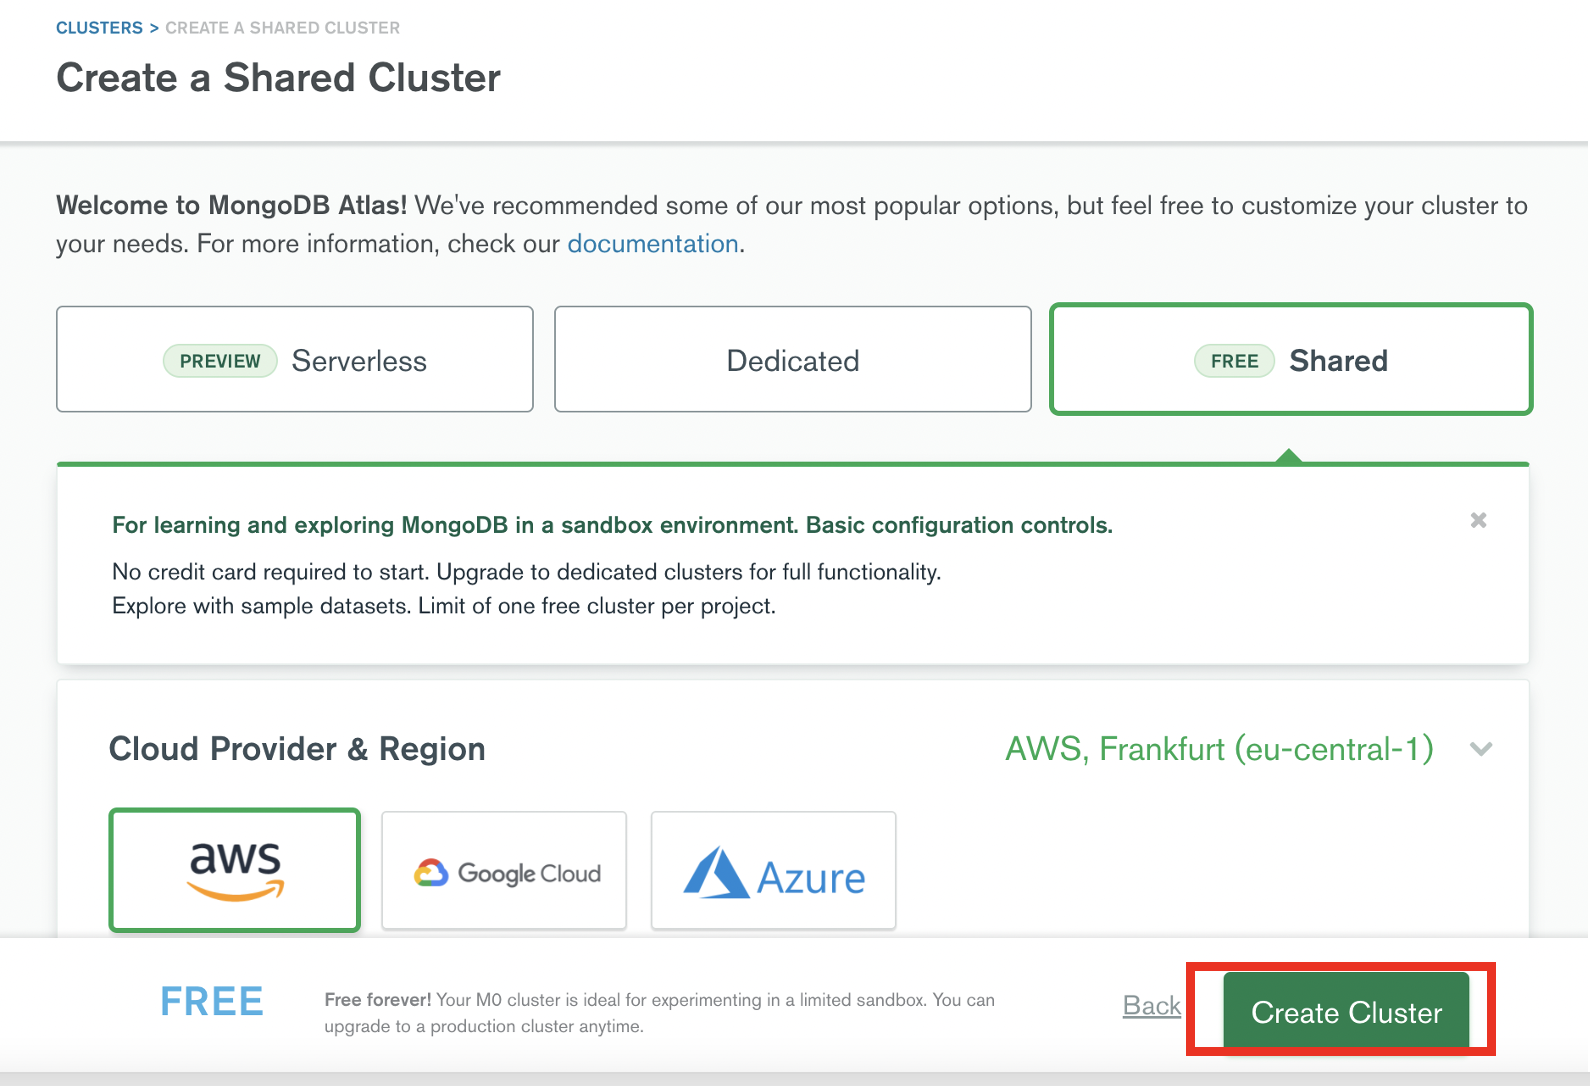 CLUSTERS > CREATE A SHARED CLUSTER
Create a Shared Cluster
Welcome to MongoDB Atlas! We've recommended some of our most popular options, but feel free to customize your cluster to
your needs. For more information, check our documentation.
PREVIEW Serverless
Dedicated
FREE Shared
For learning and exploring MongoDB in a sandbox environment. Basic configuration controls.
No credit card required to start. Upgrade to dedicated clusters for full functionality.
Explore with sample datasets. Limit of one free cluster per project.
Cloud Provider & Region
AWS, Frankfurt (eu-central-1)
aws
Google Cloud
Azure
FREE
Free forever! Your M0 cluster is ideal for experimenting in a limited sandbox. You can
upgrade to a production cluster anytime.
Back
Create Cluster